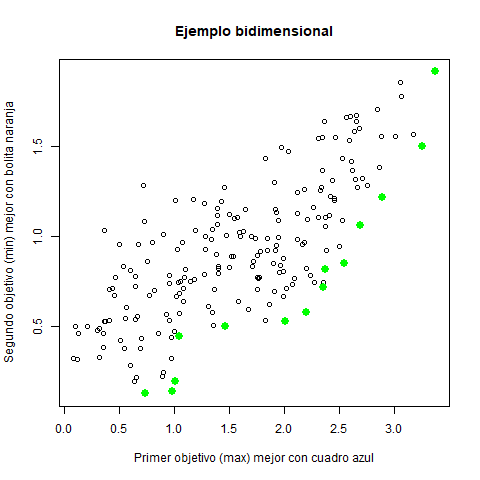 Ejemplo bidimensional
Segundo objetivo (min) mejor con bolita naranja
1.5
1.0
0.5
0.0 0.5 1.0 1.5 2.0 2.5 3.0
Primer objetivo (max) mejor con cuadro azul